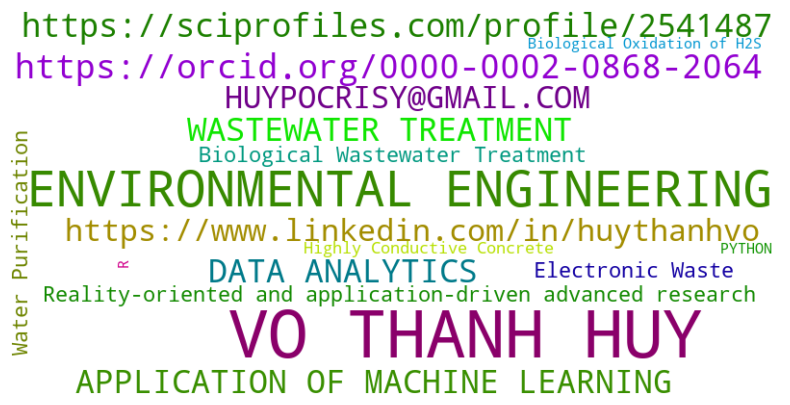 https://sciprofiles.com/profile/2541487
Biological Oxidation of H2S
https://orcid.org/0000-0002-0868-2064
HUYPOCRISY@GMAIL.COM
WASTEWATER TREATMENT
Biological Wastewater Treatment
Water Purification
ENVIRONMENTAL ENGINEERING
https://www.linkedin.com/in/huythanhvo
Highly Conductive Concrete
PYTHON
R
DATA ANALYTICS
Electronic Waste
Reality-oriented and application-driven advanced research
VO THANH HUY
APPLICATION OF MACHINE LEARNING